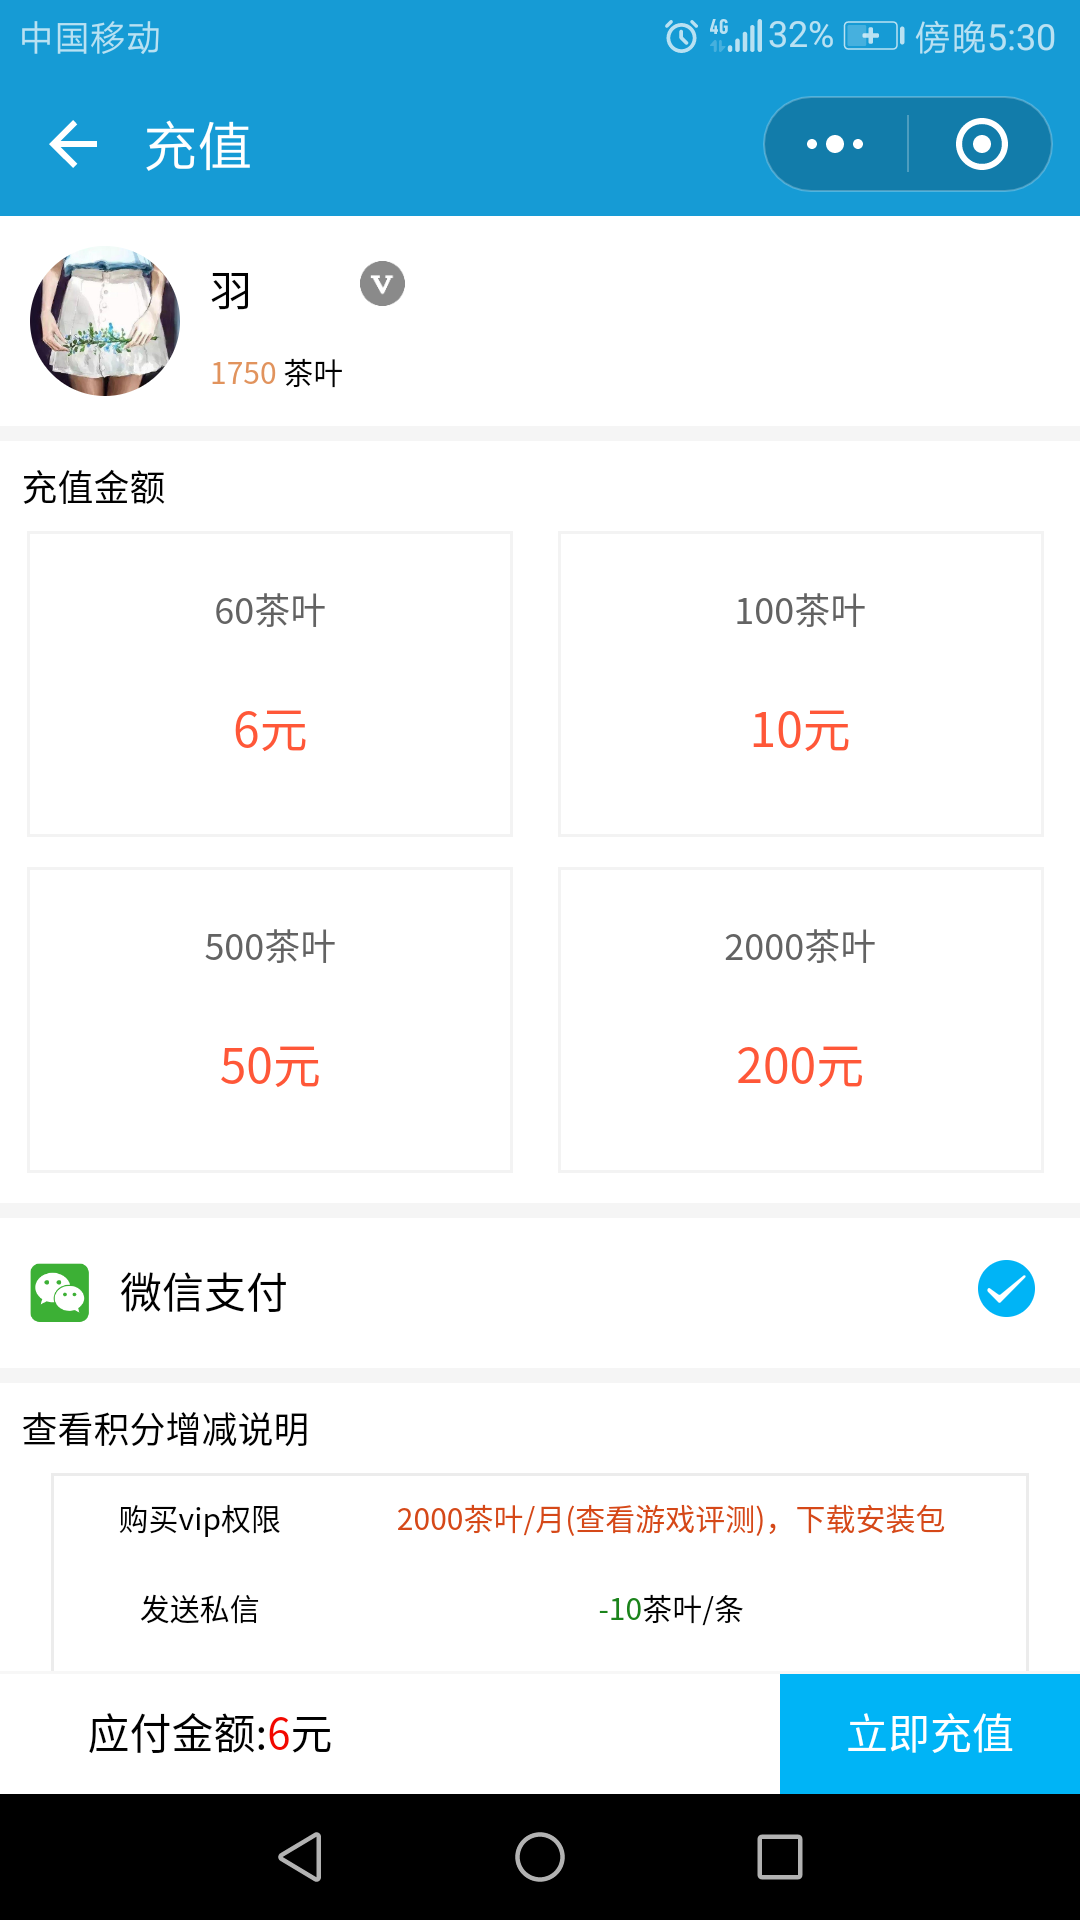 中国移动
4G 32% 傍晚5:30
充值
羽 V
1750 茶叶
充值金额
60茶叶
6元
100茶叶
10元
500茶叶
50元
2000茶叶
200元
微信支付
查看积分增减说明
购买vip权限 2000茶叶/月(查看游戏评测)，下载安装包
发送私信 -10茶叶/条
应付金额:6元
立即充值